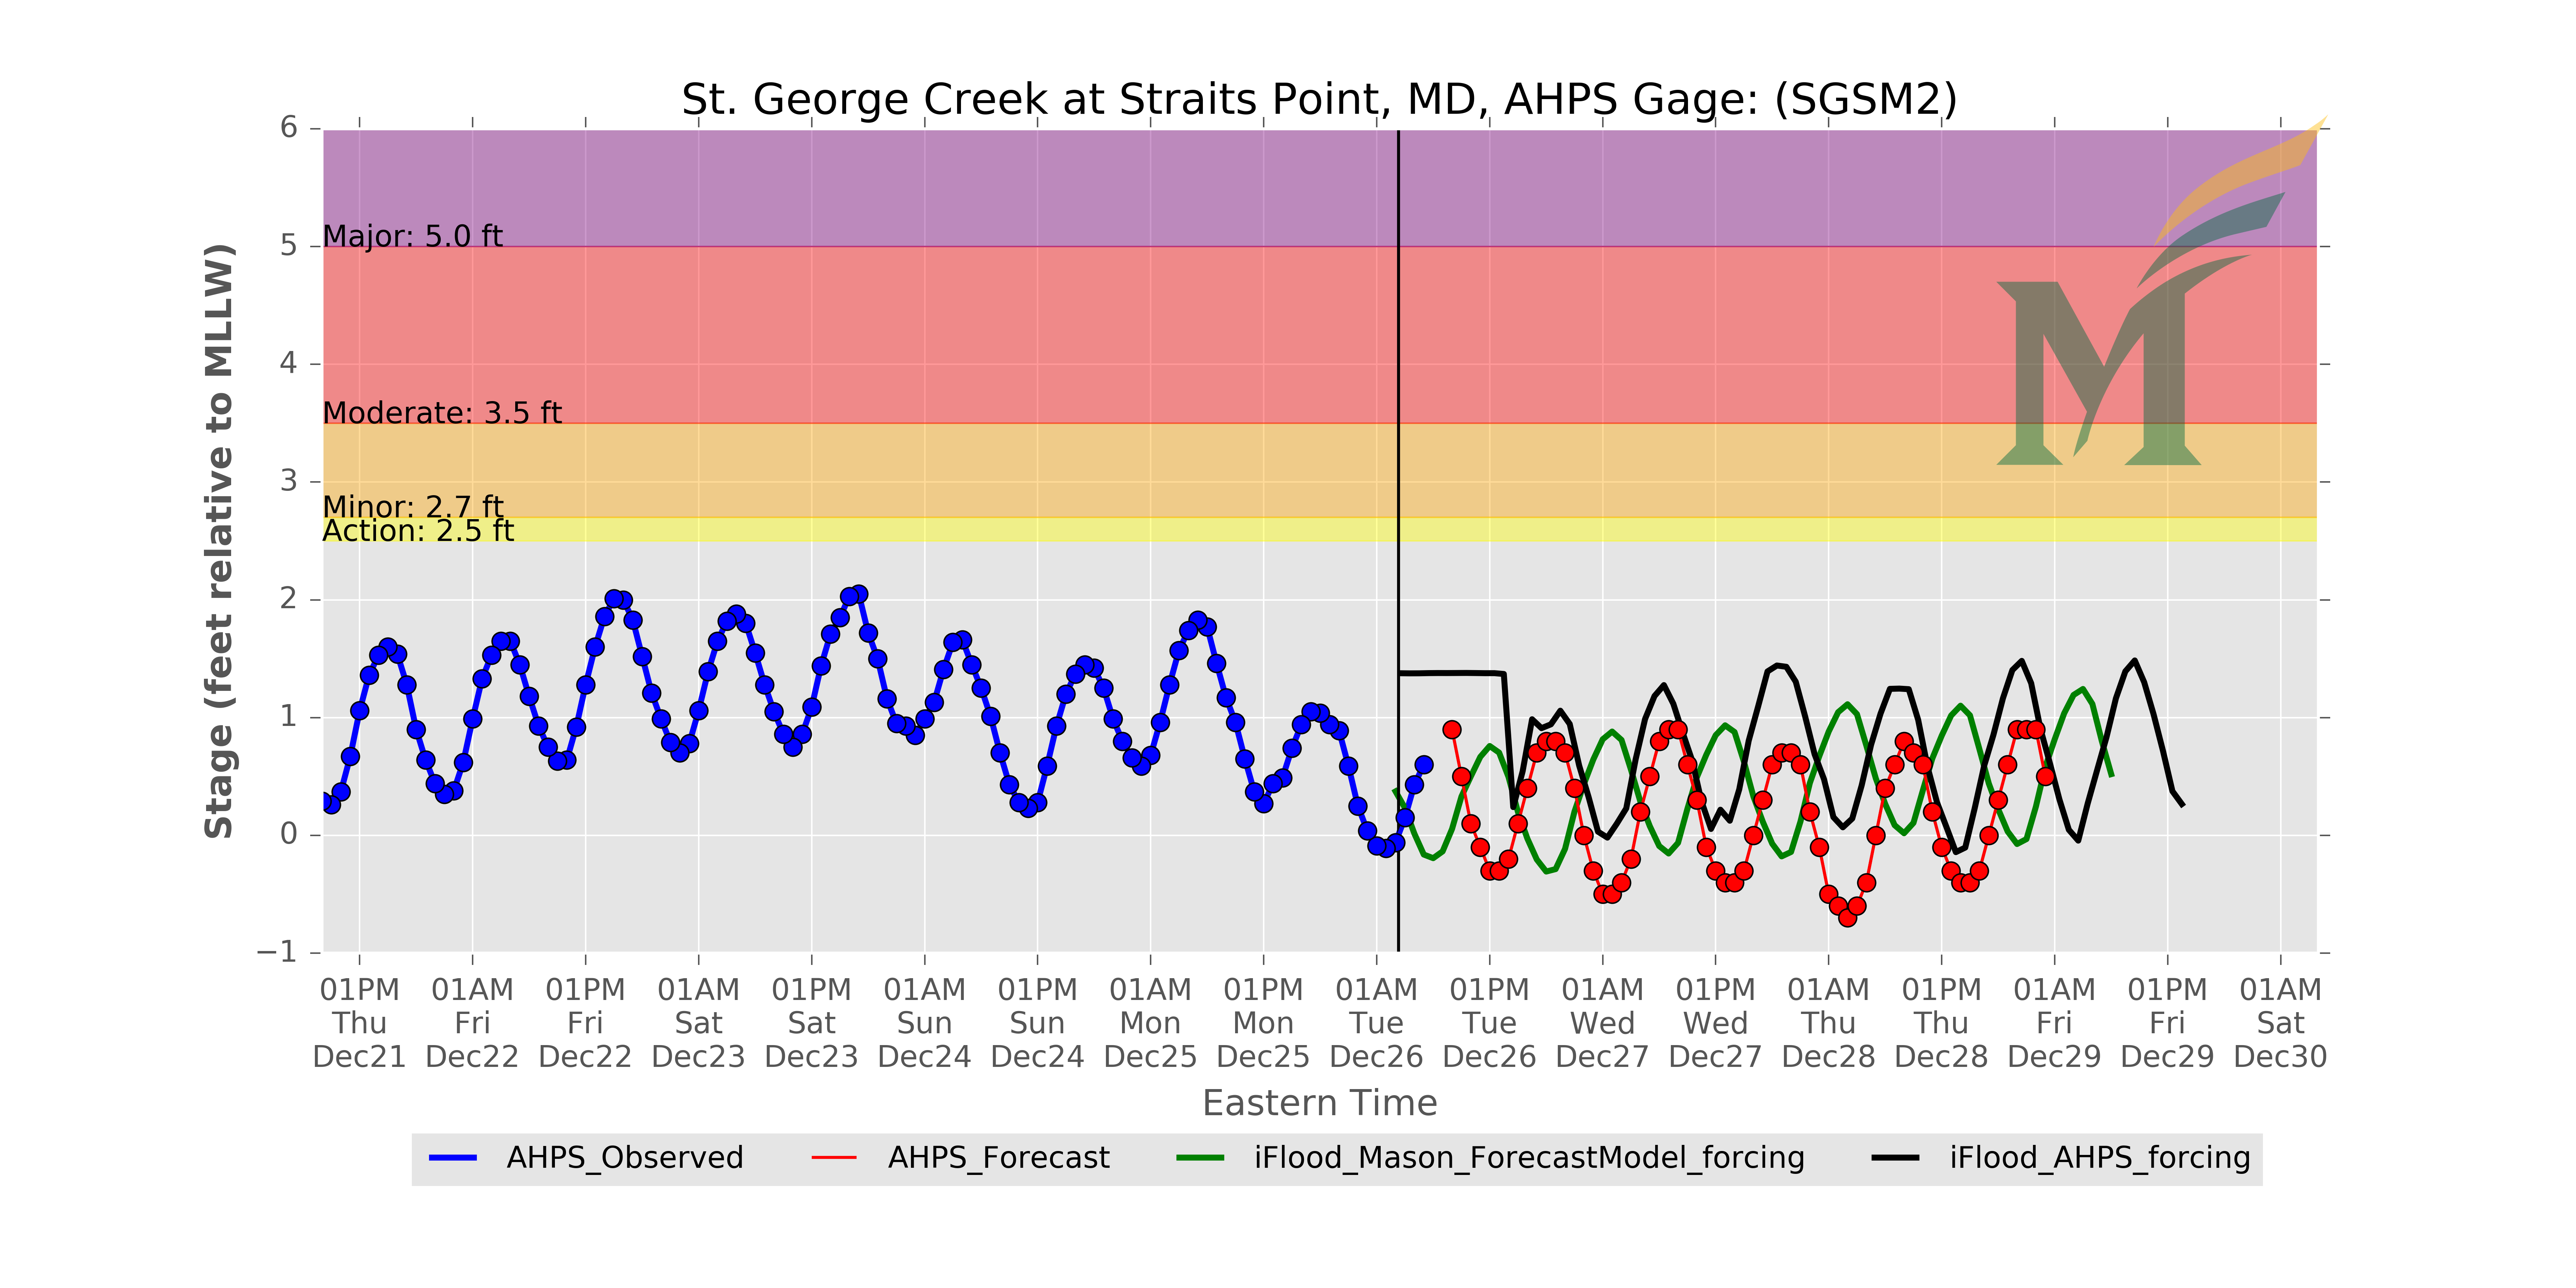 St. George Creek at Straits Point, MD, AHPS Gage: (SGSM2)
Stage (feet relative to MLLW)
6
5
4
3
2
1
0
−1
Major: 5.0 ft
Moderate: 3.5 ft
Minor: 2.7 ft
Action: 2.5 ft
M
01PM 01AM 01PM 01AM 01PM 01AM 01PM 01AM 01PM 01AM 01PM 01AM 01PM 01AM 01PM 01AM 01PM 01AM
Thu Fri Fri Sat Sat Sun Sun Mon Mon Tue Tue Wed Wed Thu Thu Fri Fri Sat
Dec21 Dec22 Dec22 Dec23 Dec23 Dec24 Dec24 Dec25 Dec25 Dec26 Dec26 Dec27 Dec27 Dec28 Dec28 Dec29 Dec29 Dec30
Eastern Time
AHPS_Observed AHPS_Forecast iFlood_Mason_ForecastModel_forcing iFlood_AHPS_forcing